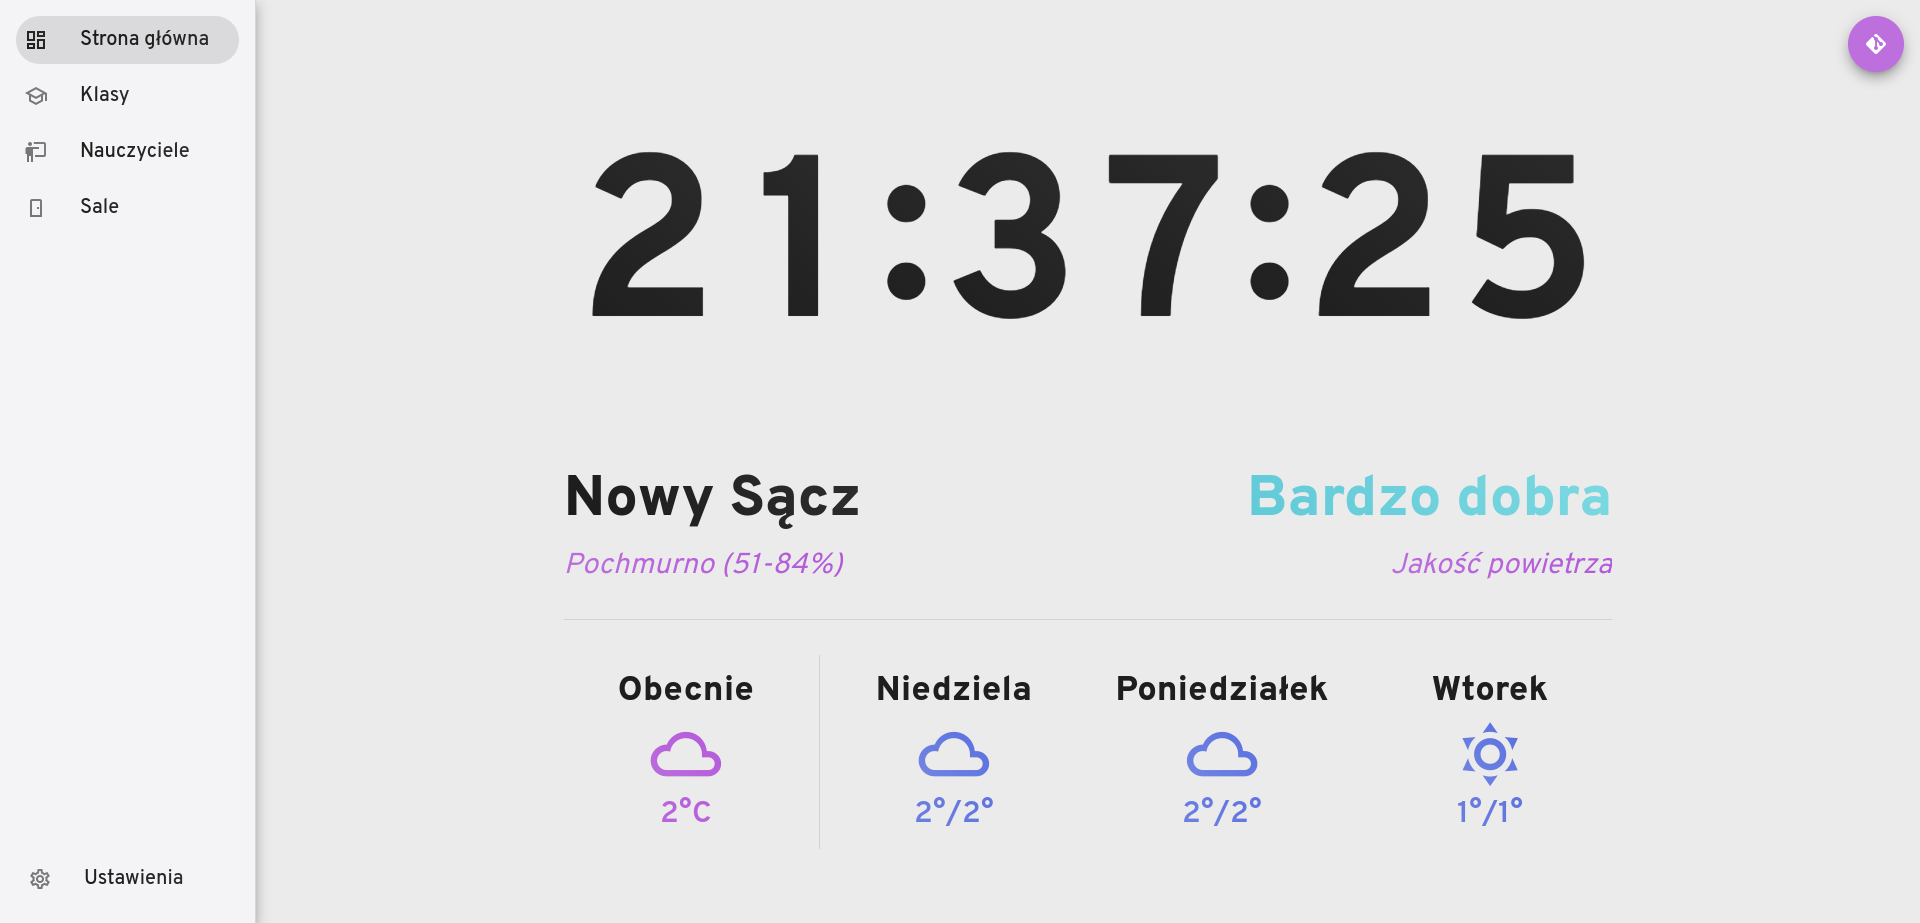 Strona główna
Klasy
Nauczyciele
Sale
Ustawienia
21:37:25
Nowy Sącz
Bardzo dobra
Pochmurno (51-84%)
Jakość powietrza
Obecnie
Niedziela
Poniedziałek
Wtorek
2°C
2°/2°
2°/2°
1°/1°